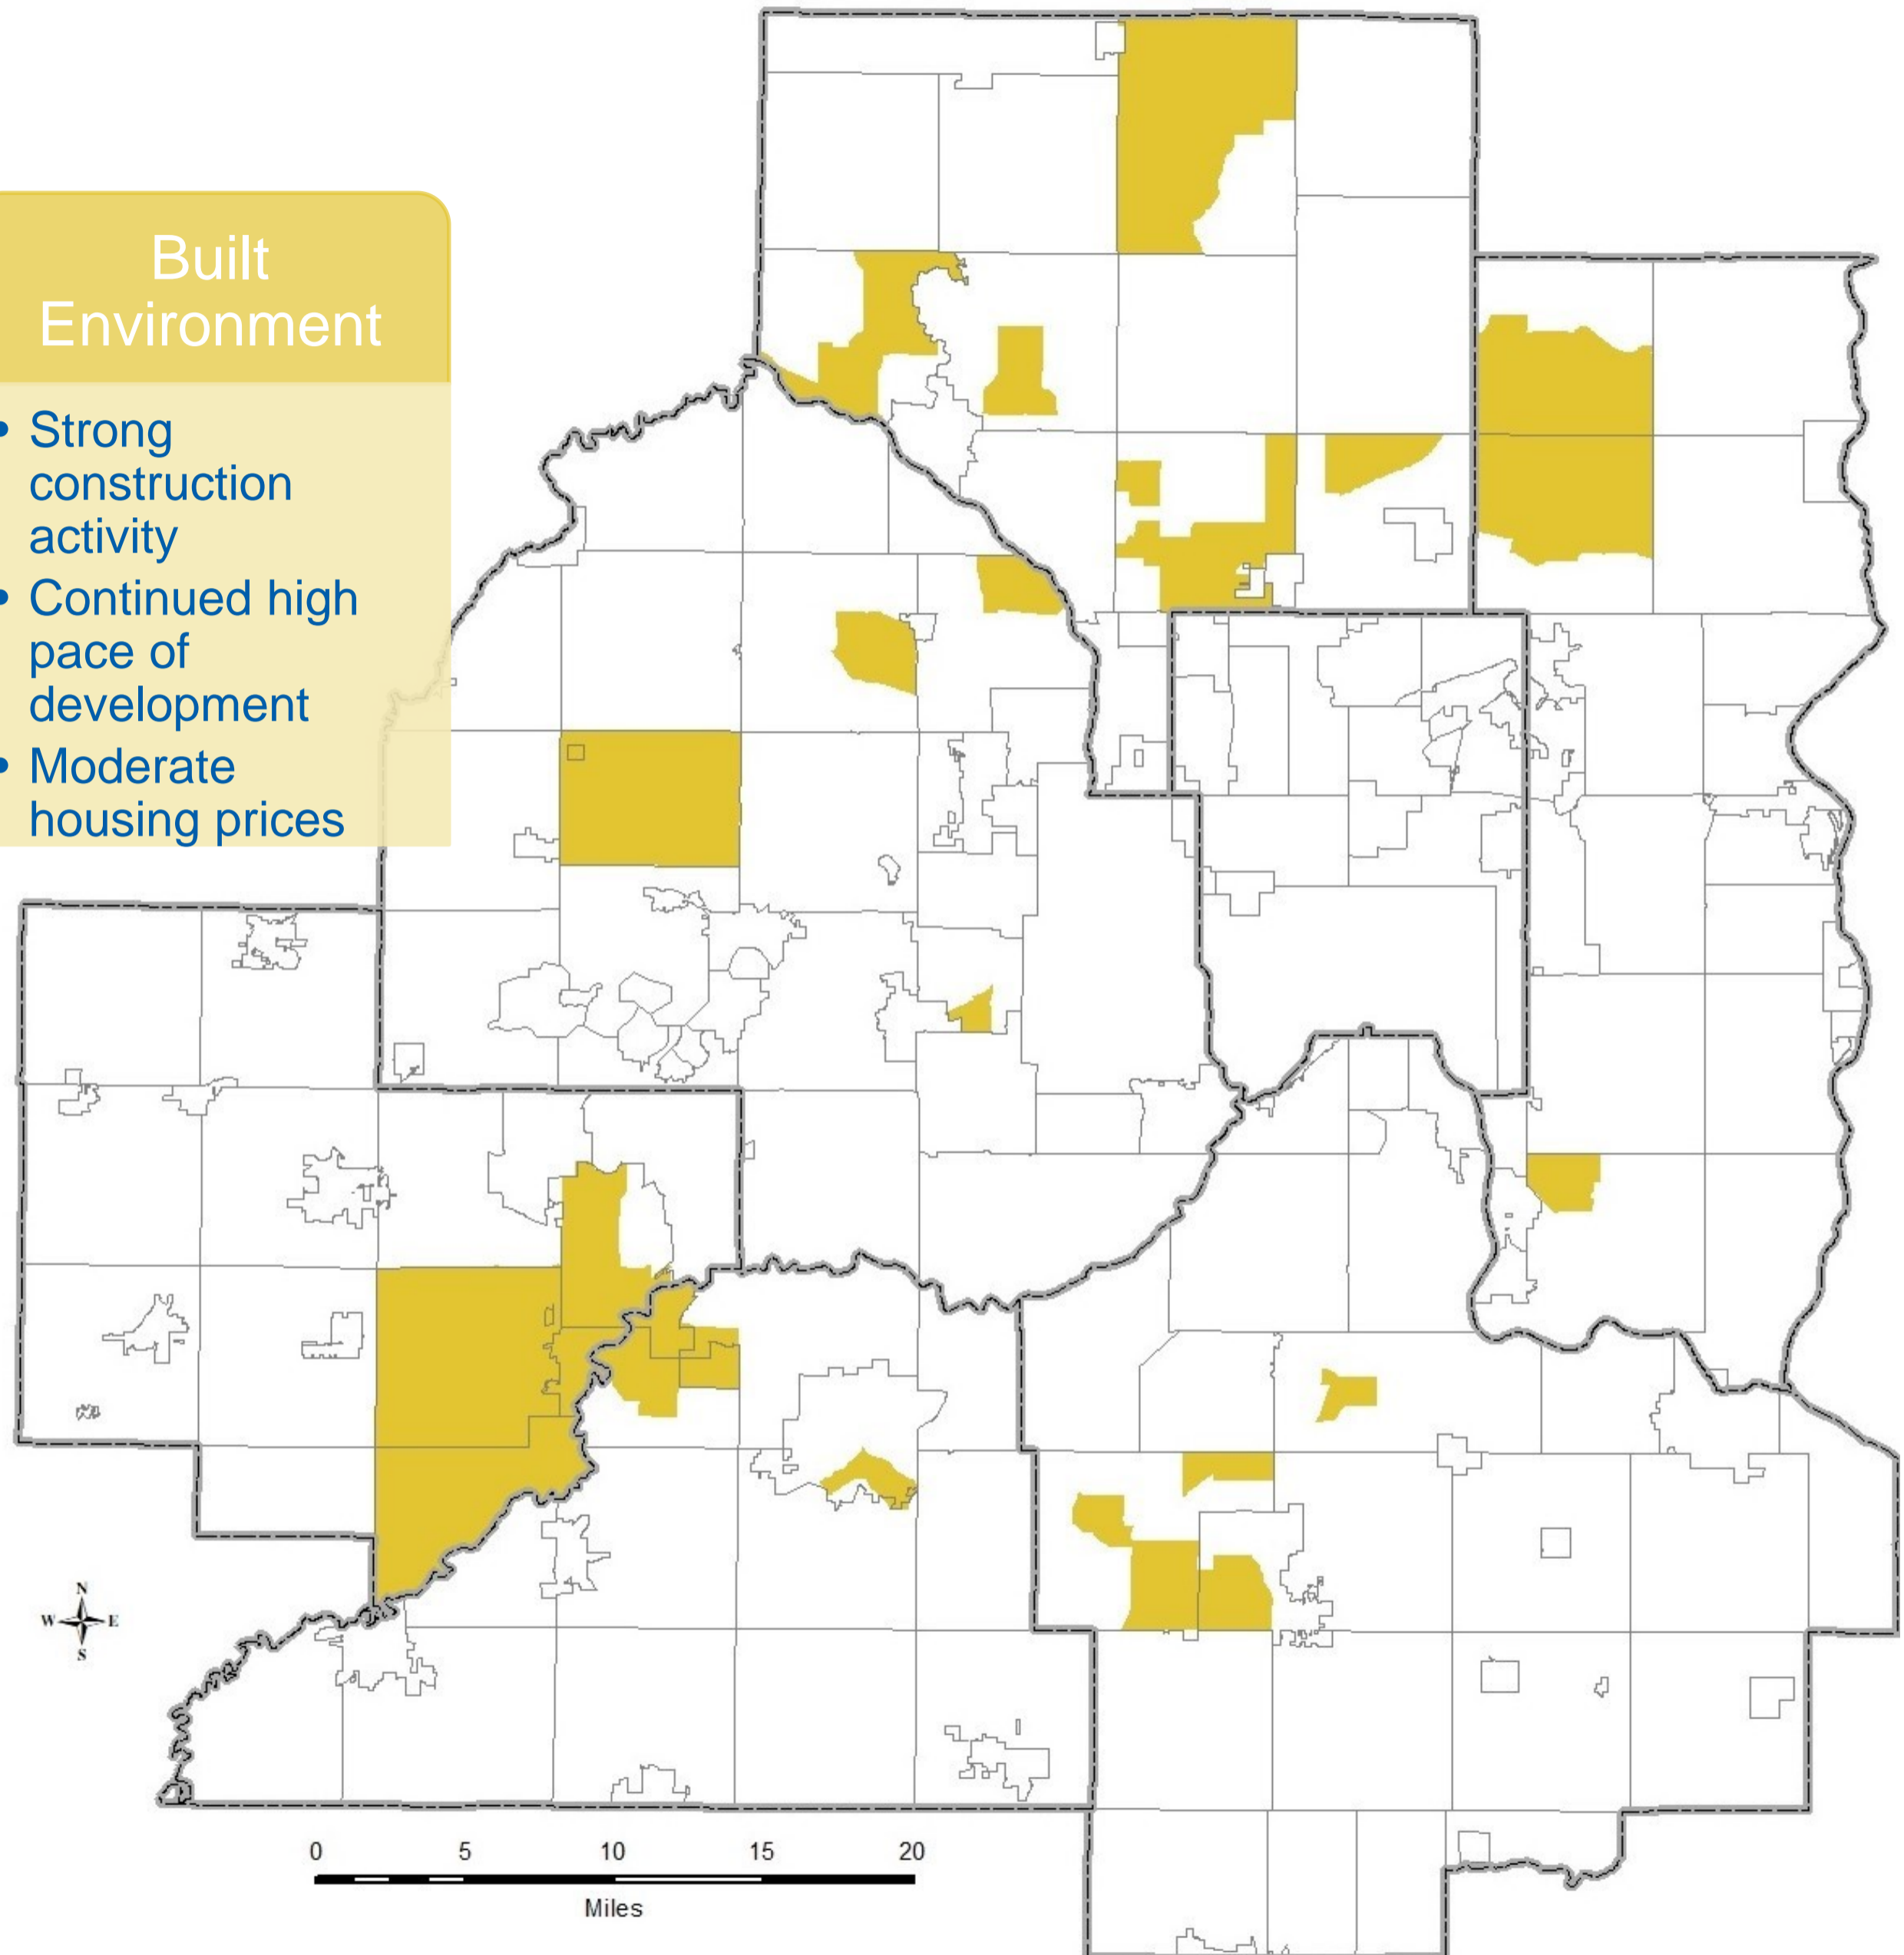 Built
Environment
• Strong
construction
activity
• Continued high
pace of
development
• Moderate
housing prices
N
W E
S
0 5 10 15 20
Miles